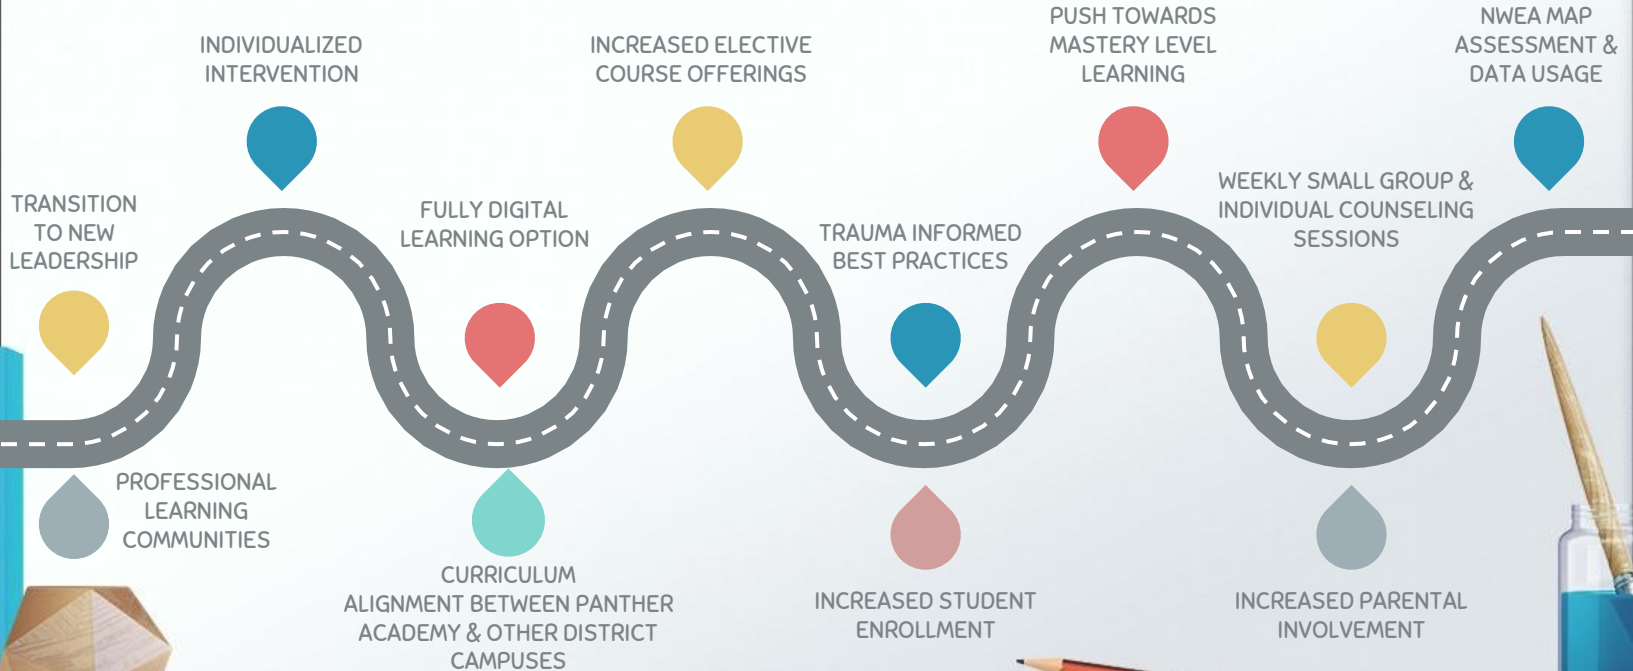 TRANSITION
TO NEW
LEADERSHIP
PROFESSIONAL
LEARNING
COMMUNITIES
INDIVIDUALIZED
INTERVENTION
FULLY DIGITAL
LEARNING OPTION
CURRICULUM
ALIGNMENT BETWEEN PANTHER
ACADEMY & OTHER DISTRICT
CAMPUSES
INCREASED ELECTIVE
COURSE OFFERINGS
TRAUMA INFORMED
BEST PRACTICES
INCREASED STUDENT
ENROLLMENT
PUSH TOWARDS
MASTERY LEVEL
LEARNING
WEEKLY SMALL GROUP &
INDIVIDUAL COUNSELING
SESSIONS
INCREASED PARENTAL
INVOLVEMENT
NWEA MAP
ASSESSMENT &
DATA USAGE